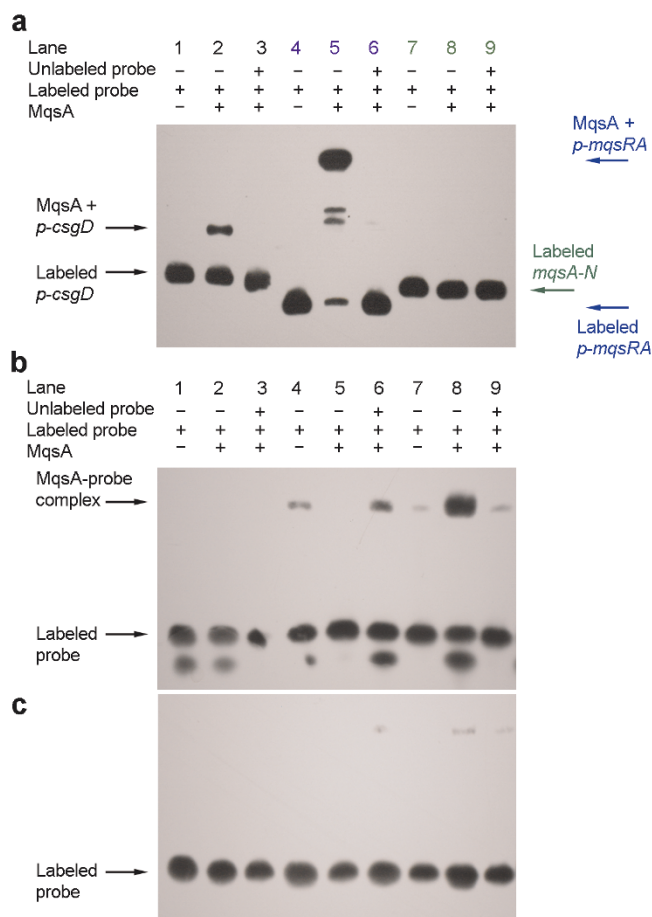 a
Lane 1 2 3 4 5 6 7 8 9
Unlabeled probe – – + – – + – – +
Labeled probe + + + + + + + + +
MqsA – + + – + + – + +
MqsA +
p-csgD
Labeled
p-csgD
MqsA +
p-mqsRA
Labeled
mqsA-N
Labeled
p-mqsRA
b
Lane 1 2 3 4 5 6 7 8 9
Unlabeled probe – – + – – + – – +
Labeled probe + + + + + + + + +
MqsA – + + – + + – + +
MqsA-probe
complex
Labeled
probe
c
Labeled
probe